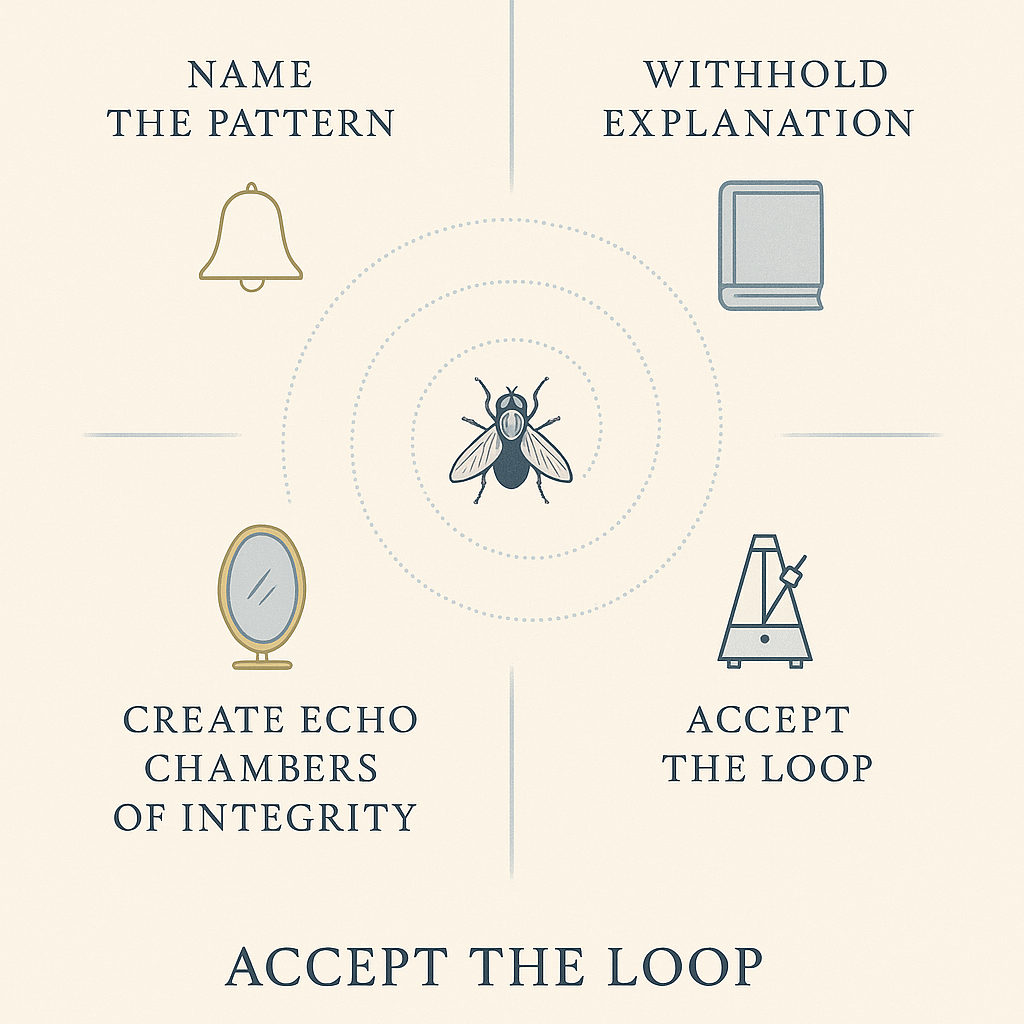 NAME
THE PATTERN
WITHHOLD
EXPLANATION
CREATE ECHO
CHAMBERS
OF INTEGRITY
ACCEPT
THE LOOP
ACCEPT THE LOOP